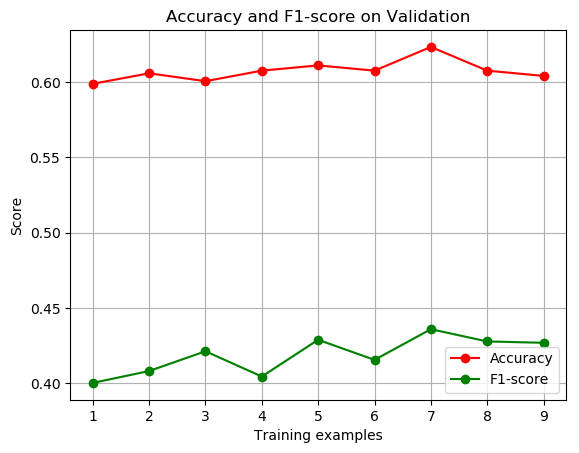 Accuracy and F1-score on Validation
0.60
0.55
0.50
0.45
0.40
Score
1 2 3 4 5 6 7 8 9
Training examples
Accuracy
F1-score